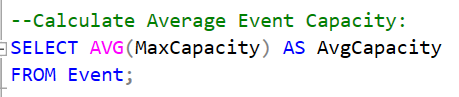 --Calculate Average Event Capacity:
SELECT AVG(MaxCapacity) AS AvgCapacity
FROM Event;